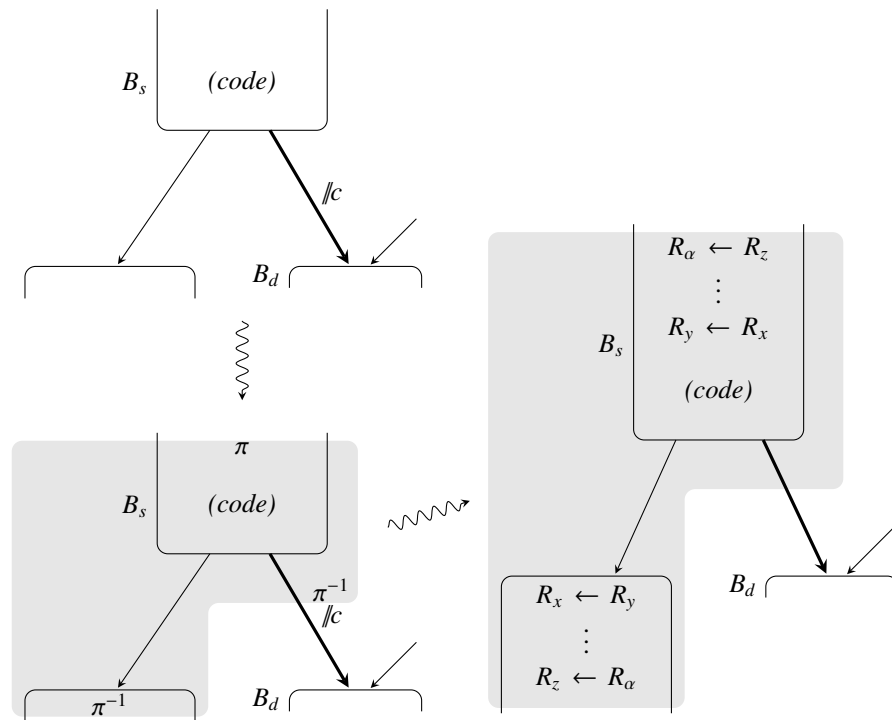 B_s (code)
//c
B_d
π
B_s (code)
π⁻¹
//c
π⁻¹
B_d
R_α ← R_z
⋮
R_y ← R_x
B_s
(code)
R_x ← R_y
⋮
R_z ← R_α
B_d